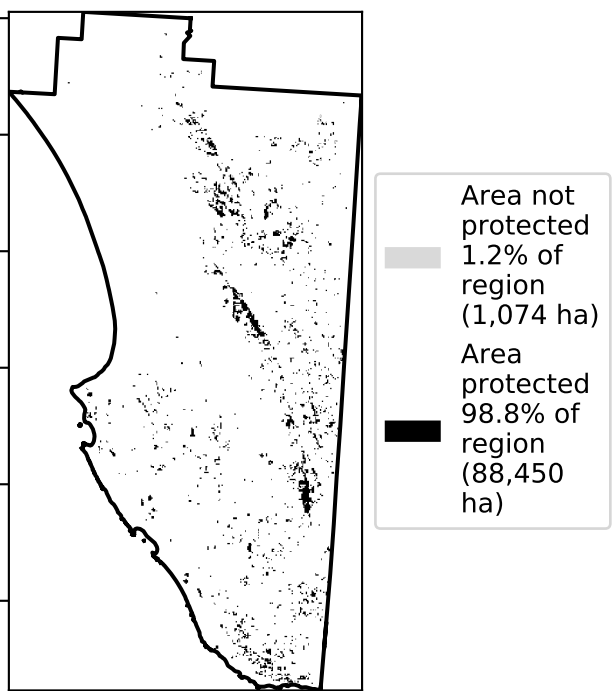 Area not
protected
1.2% of
region
(1,074 ha)
Area
protected
98.8% of
region
(88,450
ha)